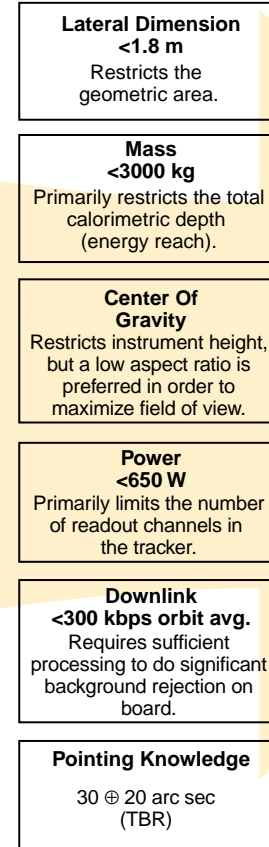 Lateral Dimension
<1.8 m
Restricts the
geometric area.
Mass
<3000 kg
Primarily restricts the total
calorimetric depth
(energy reach).
Center Of
Gravity
Restricts instrument height,
but a low aspect ratio is
preferred in order to
maximize field of view.
Power
<650 W
Primarily limits the number
of readout channels in
the tracker.
Downlink
<300 kbps orbit avg.
Requires sufficient
processing to do significant
background rejection on
board.
Pointing Knowledge
30 ⊕ 20 arc sec
(TBR)